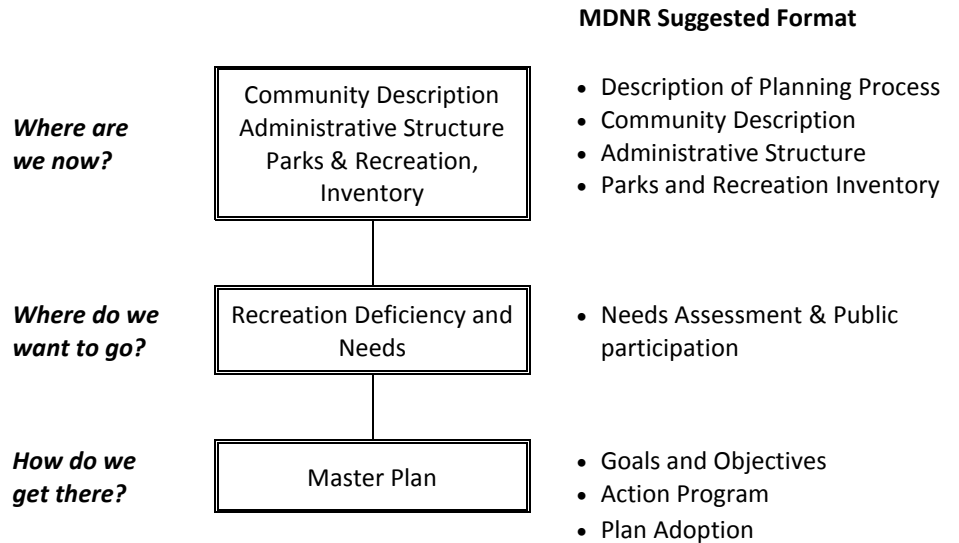 MDNR Suggested Format
Where are
we now?
Community Description
Administrative Structure
Parks & Recreation,
Inventory
• Description of Planning Process
• Community Description
• Administrative Structure
• Parks and Recreation Inventory
Where do we
want to go?
Recreation Deficiency and
Needs
• Needs Assessment & Public
participation
How do we
get there?
Master Plan
• Goals and Objectives
• Action Program
• Plan Adoption